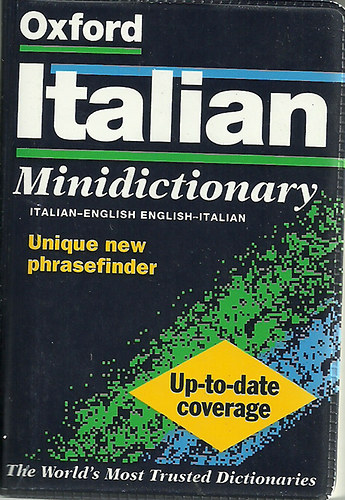 Oxford
Italian
Minidictionary
ITALIAN–ENGLISH ENGLISH–ITALIAN
Unique new
phrasefinder
Up-to-date
coverage
The World's Most Trusted Dictionaries